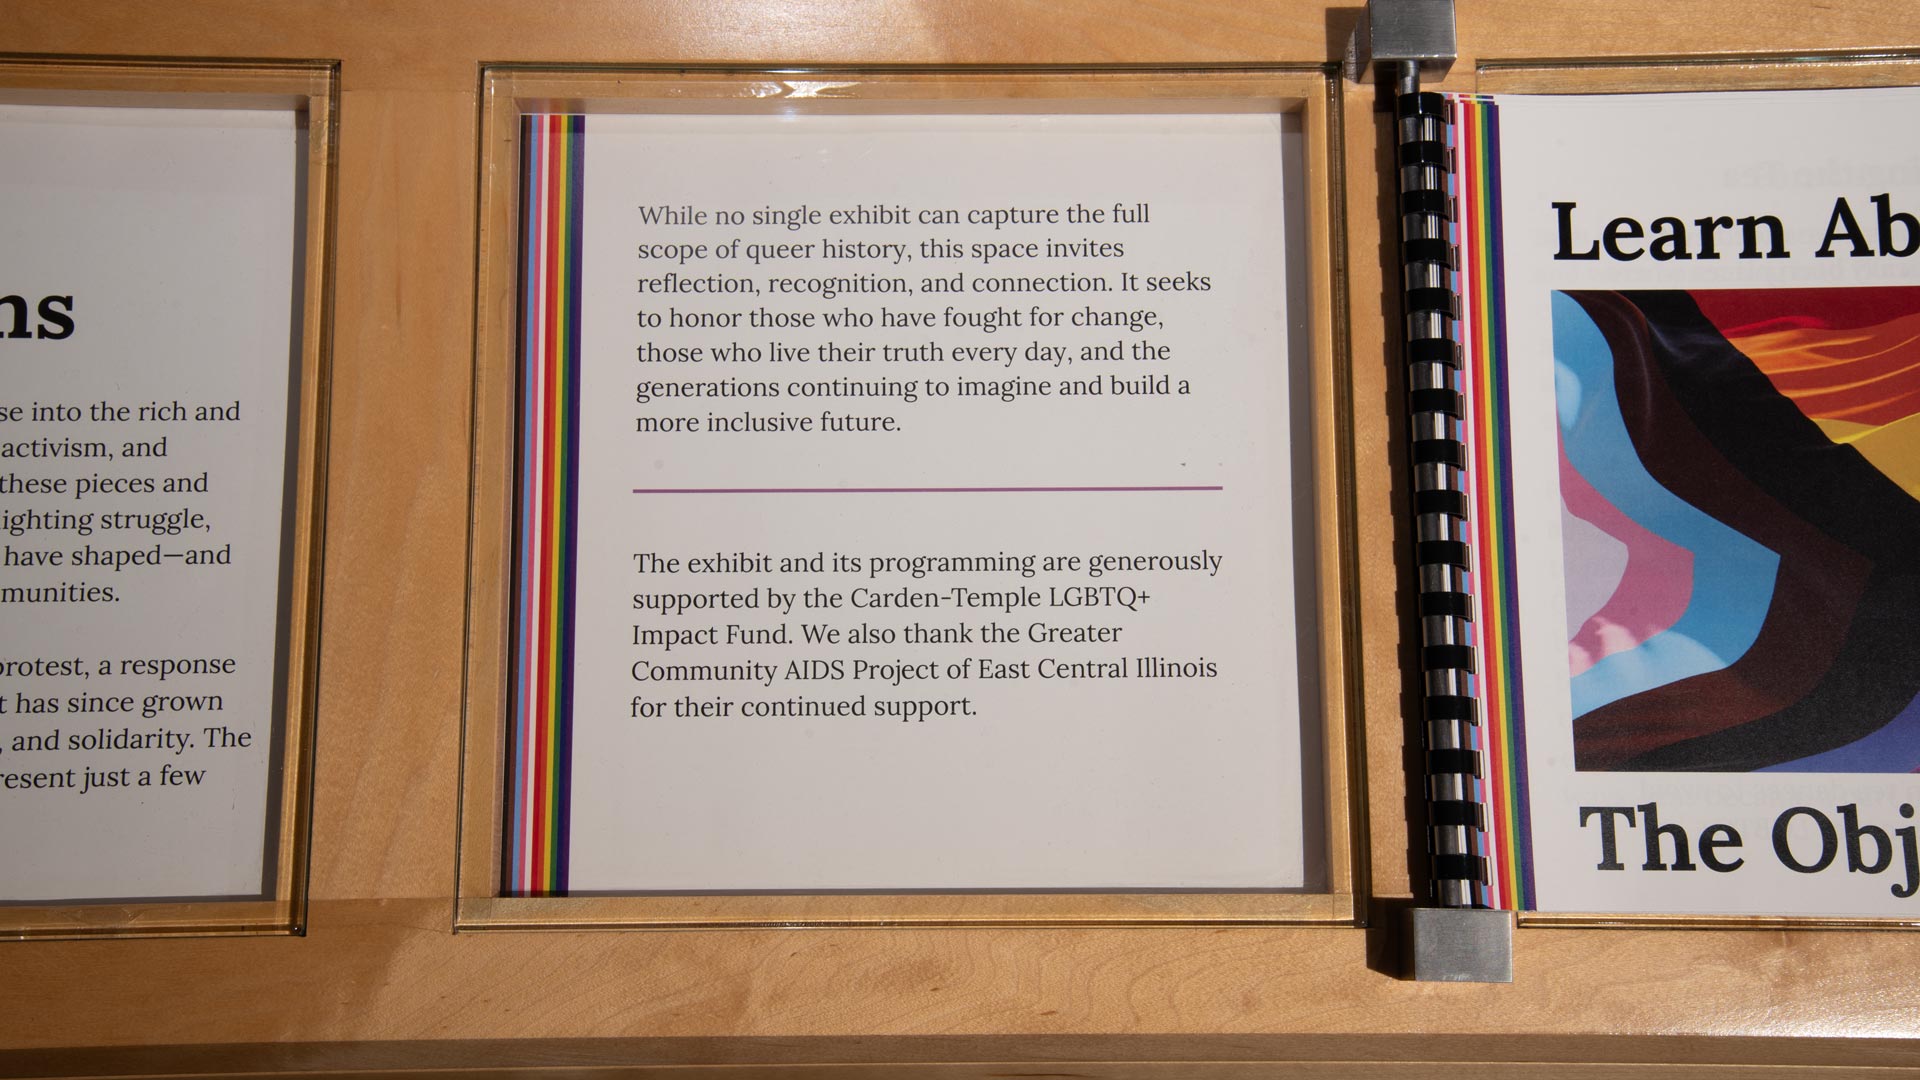 ns
se into the rich and
activism, and
these pieces and
lighting struggle,
have shaped—and
munities.
protest, a response
t has since grown
, and solidarity. The
resent just a few
While no single exhibit can capture the full
scope of queer history, this space invites
reflection, recognition, and connection. It seeks
to honor those who have fought for change,
those who live their truth every day, and the
generations continuing to imagine and build a
more inclusive future.
The exhibit and its programming are generously
supported by the Carden-Temple LGBTQ+
Impact Fund. We also thank the Greater
Community AIDS Project of East Central Illinois
for their continued support.
Learn Ab
The Obj